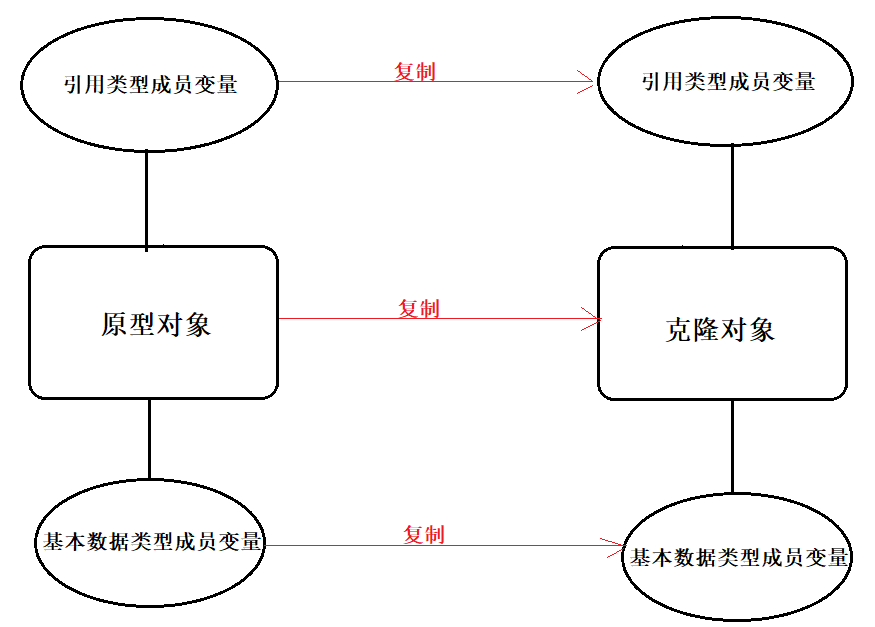 引用类型成员变量
复制
引用类型成员变量
原型对象
复制
克隆对象
基本数据类型成员变量
复制
基本数据类型成员变量